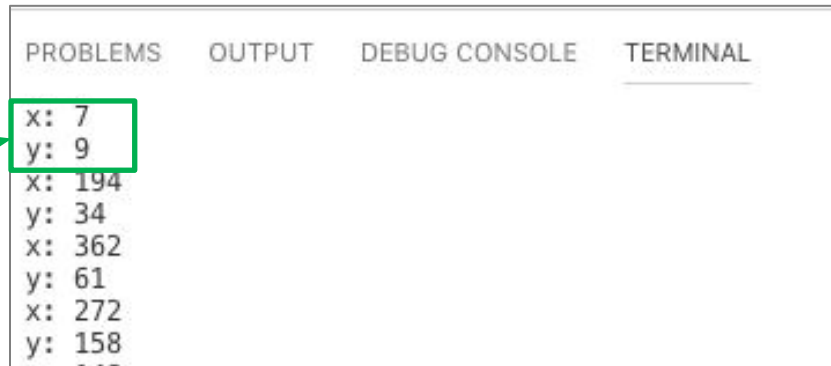 PROBLEMS OUTPUT DEBUG CONSOLE TERMINAL
x: 7
y: 9
x: 194
y: 34
x: 362
y: 61
x: 272
y: 158